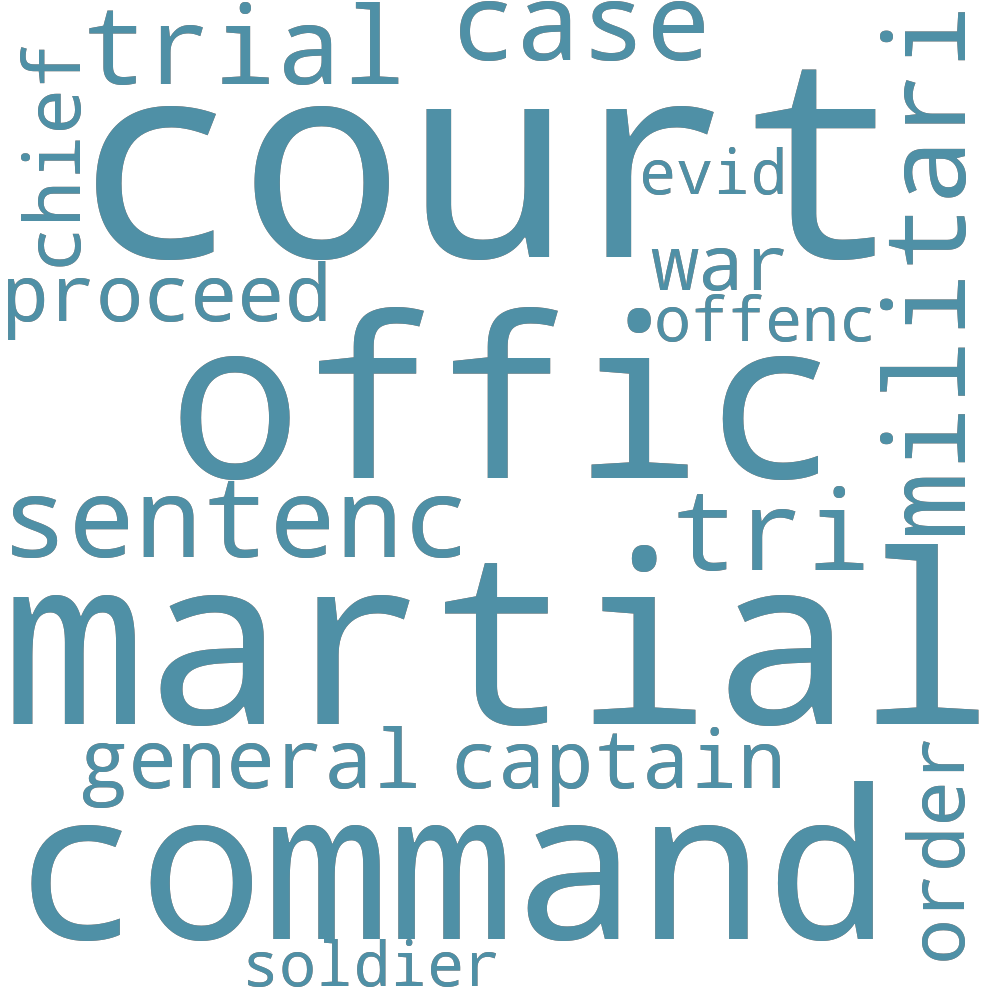 case
trial
chief
court
militari
evid
war
proceed
offenc
offic
sentenc
tri
martial
general
captain
order
command
soldier